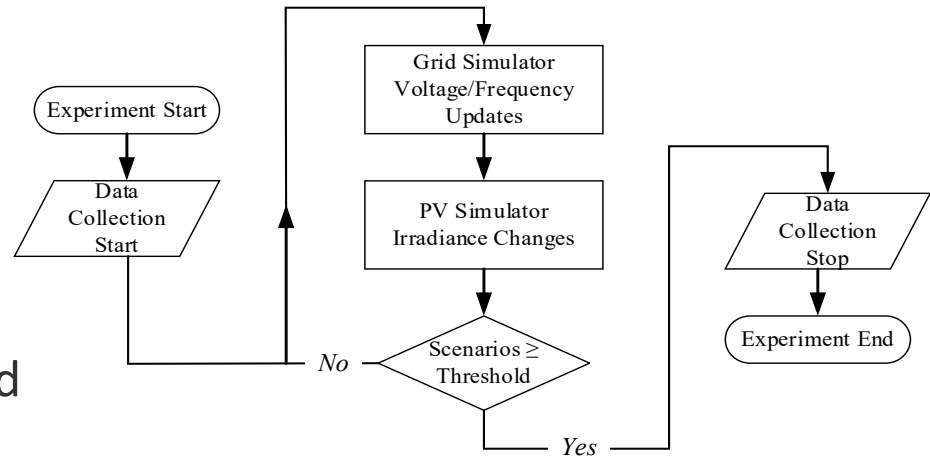 Experiment Start
Data
Collection
Start
Grid Simulator
Voltage/Frequency
Updates
PV Simulator
Irradiance Changes
Scenarios ≥
Threshold
No
Yes
Data
Collection
Stop
Experiment End
d